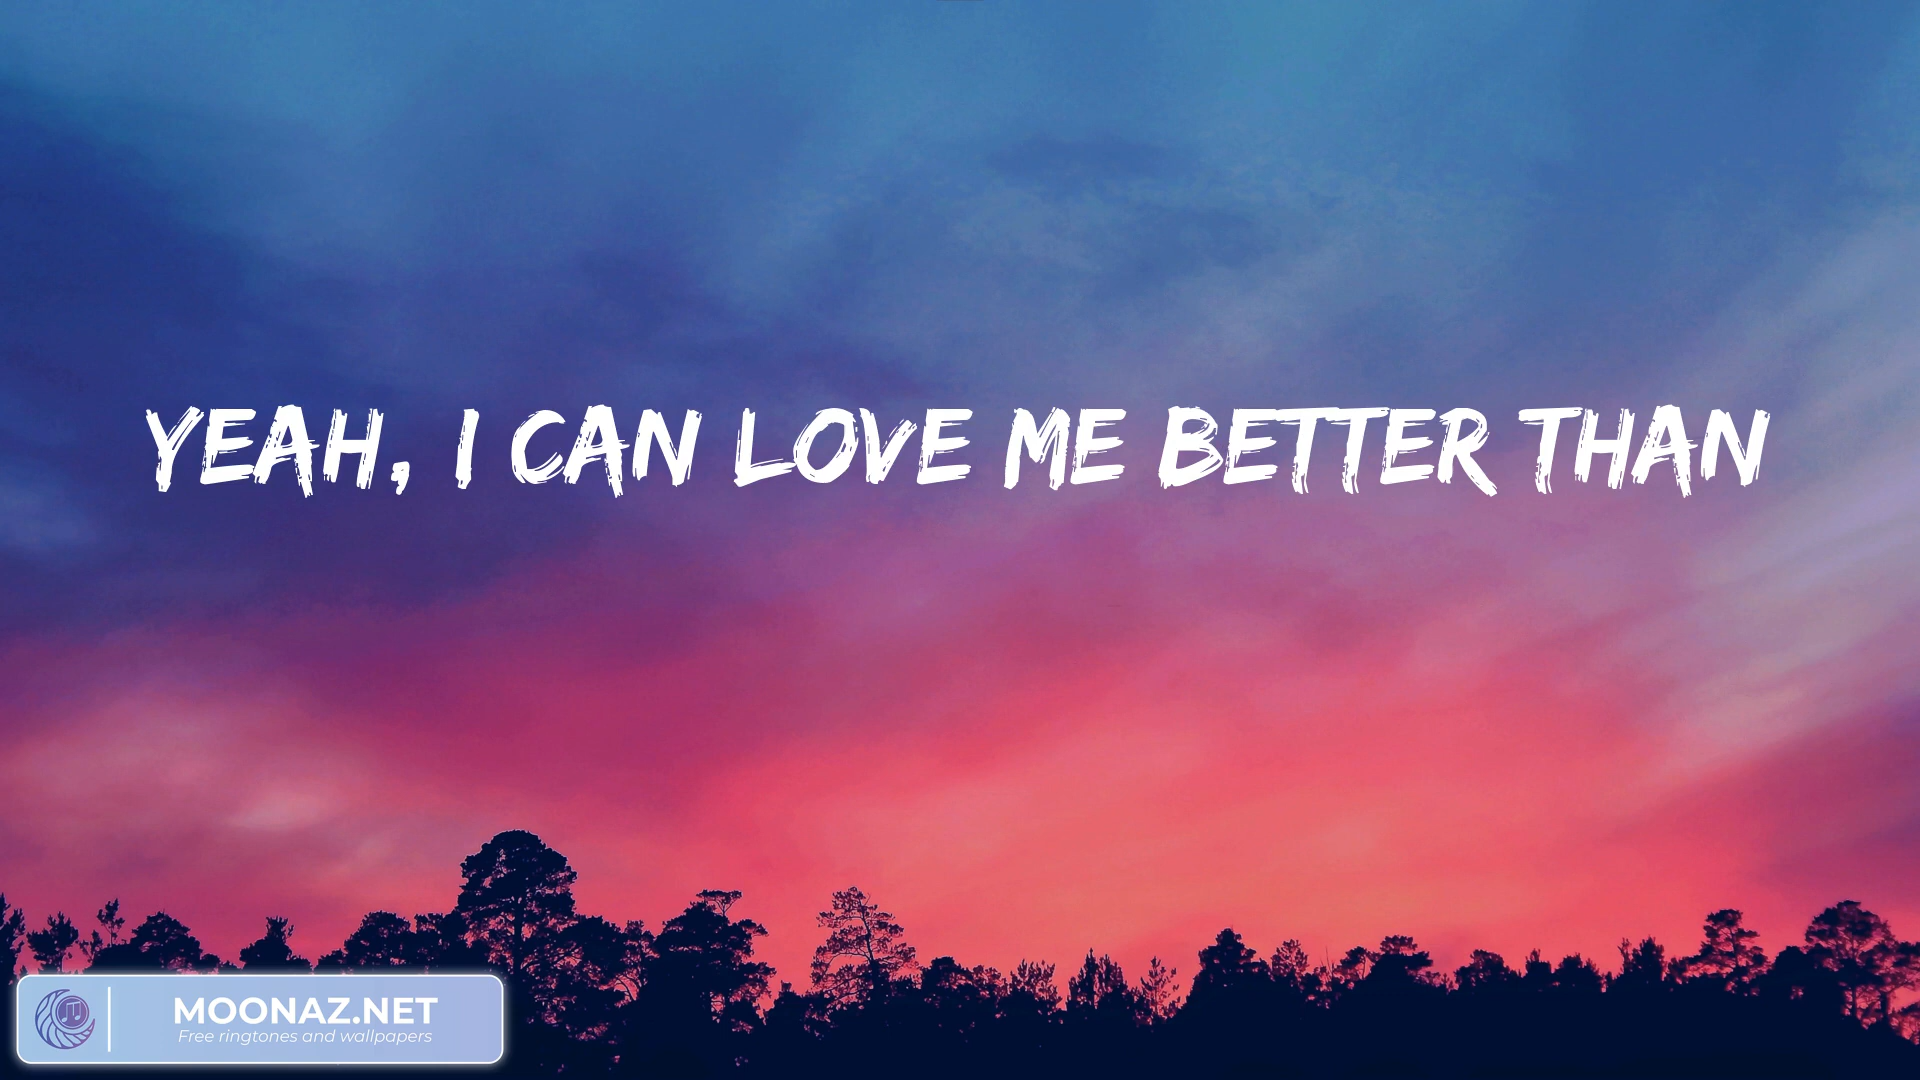 YEAH, I CAN LOVE ME BETTER THAN
MOONAZ.NET
Free ringtones and wallpapers